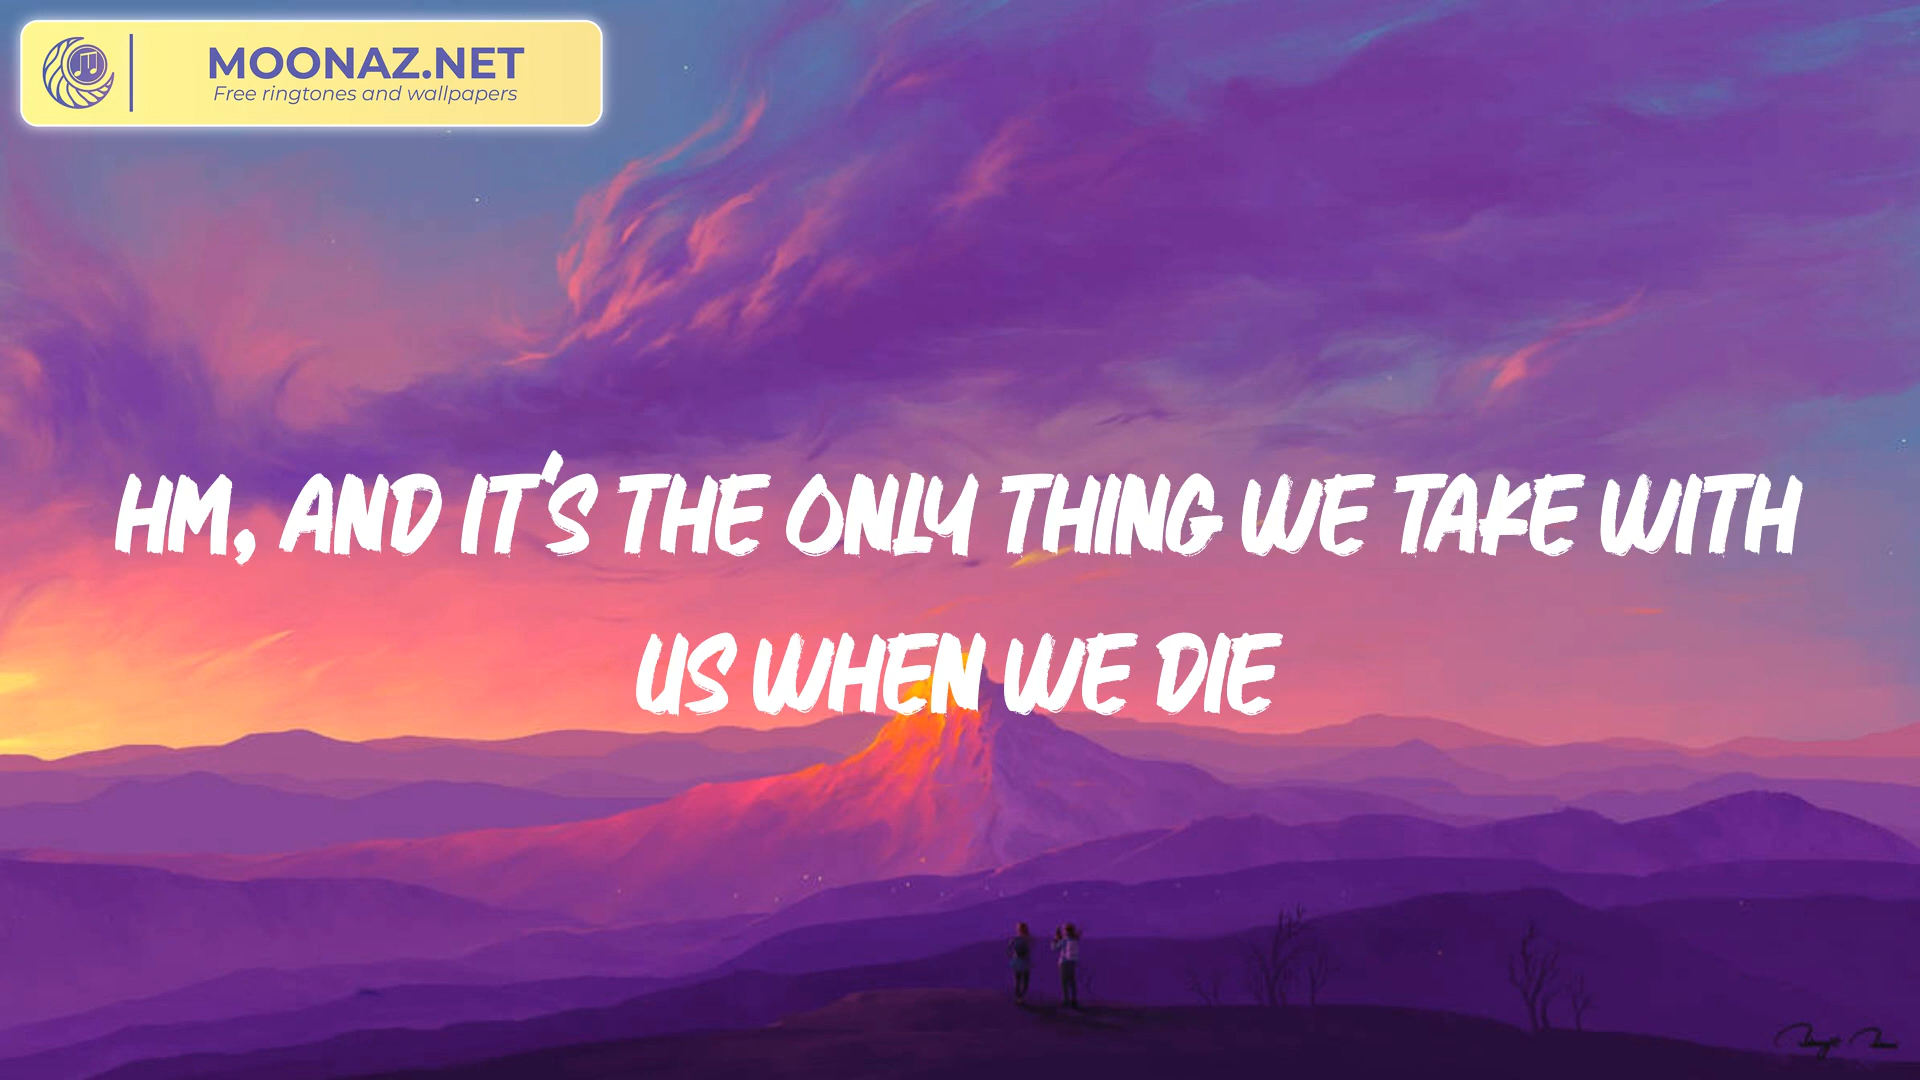 MOONAZ.NET
Free ringtones and wallpapers
HM, AND IT'S THE ONLY THING WE TAKE WITH
US WHEN WE DIE